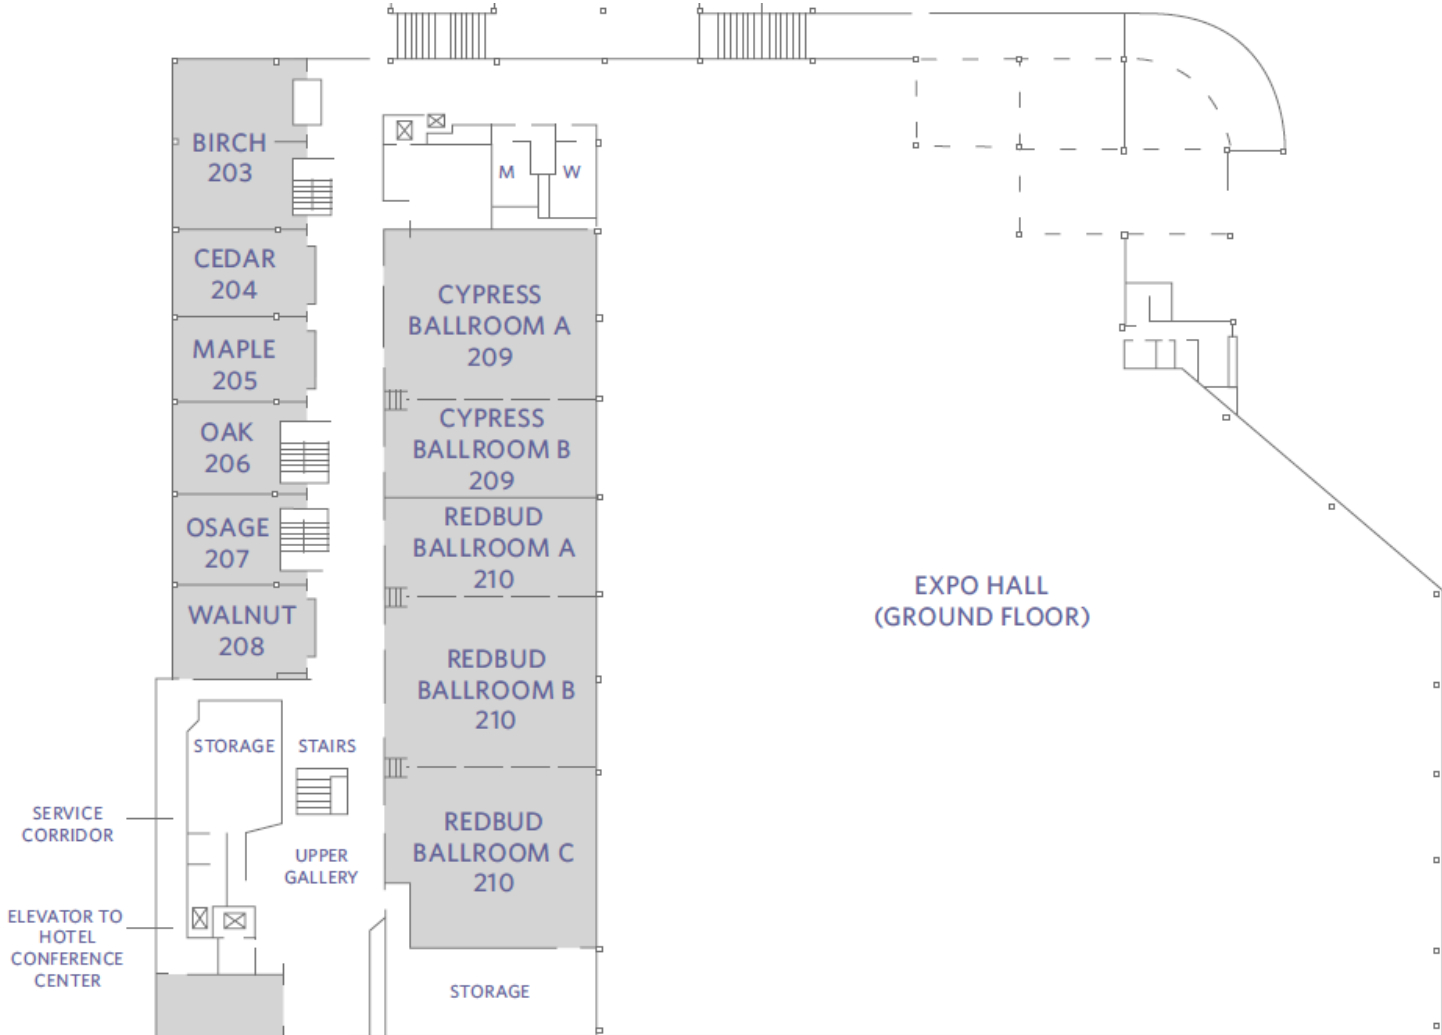 BIRCH
203
M
W
CEDAR
204
CYPRESS
BALLROOM A
209
MAPLE
205
OAK
206
CYPRESS
BALLROOM B
209
OSAGE
207
REDBUD
BALLROOM A
210
WALNUT
208
EXPO HALL
(GROUND FLOOR)
REDBUD
BALLROOM B
210
STORAGE
STAIRS
SERVICE
CORRIDOR
UPPER
GALLERY
REDBUD
BALLROOM C
210
ELEVATOR TO
HOTEL
CONFERENCE
CENTER
STORAGE